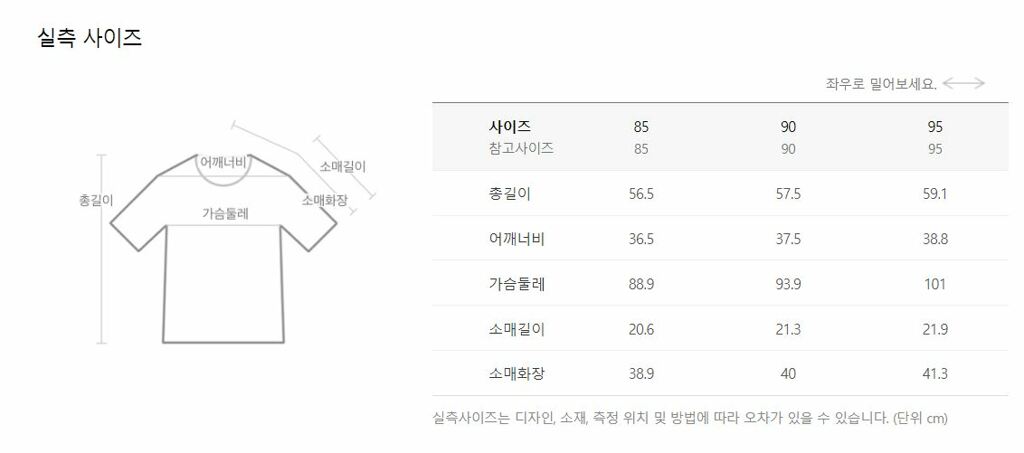 실측 사이즈
좌우로 밀어보세요.
어깨너비
소매길이
총길이
소매화장
가슴둘레
사이즈 85 90 95
참고사이즈 85 90 95
총길이 56.5 57.5 59.1
어깨너비 36.5 37.5 38.8
가슴둘레 88.9 93.9 101
소매길이 20.6 21.3 21.9
소매화장 38.9 40 41.3
실측사이즈는 디자인, 소재, 측정 위치 및 방법에 따라 오차가 있을 수 있습니다. (단위 cm)